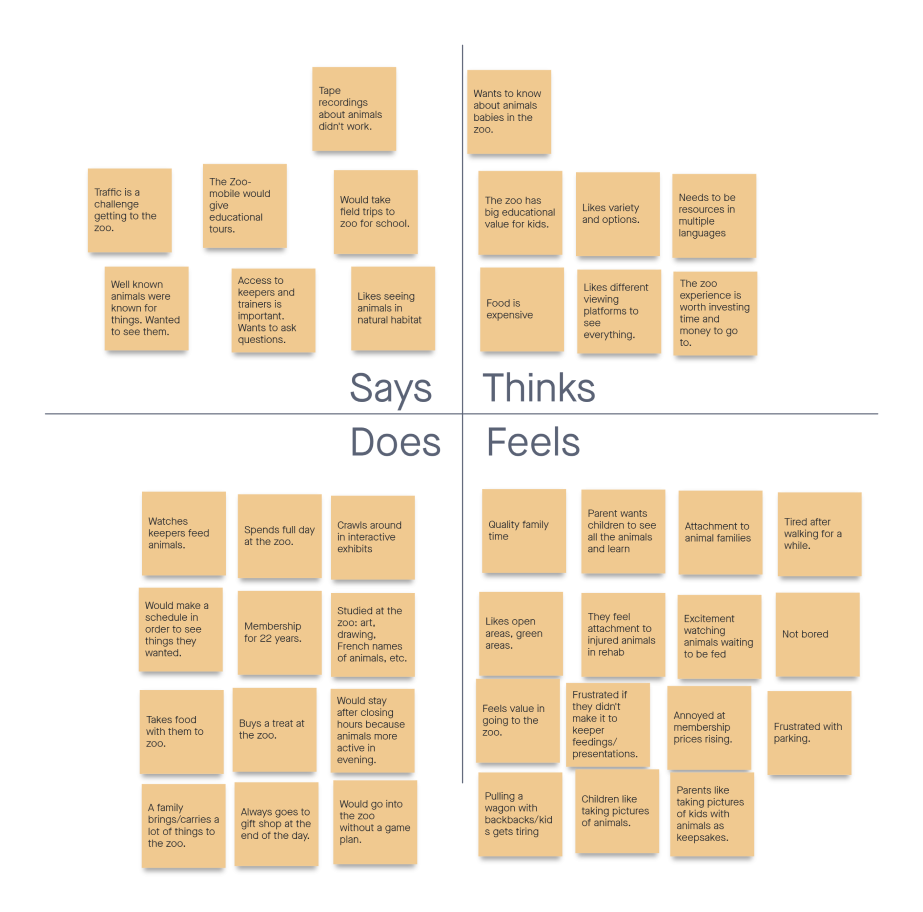 Tape
recordings
about animals
didn't work.
Traffic is a
challenge
getting to the
zoo.
The Zoo-
mobile would
give
educational
tours.
Would take
field trips to
zoo for school.
Well known
animals were
known for
things. Wanted
to see them.
Access to
keepers and
trainers is
important.
Wants to ask
questions.
Likes seeing
animals in
natural habitat
Says
Wants to know
about animals
babies in the
zoo.
The zoo has
big educational
value for kids.
Likes variety
and options.
Needs to be
resources in
multiple
languages
Food is
expensive
Likes different
viewing
platforms to
see
everything.
The zoo
experience is
worth investing
time and
money to go
to.
Thinks
Does
Watches
keepers feed
animals.
Spends full day
at the zoo.
Crawls around
in interactive
exhibits
Would make a
schedule in
order to see
things they
wanted.
Membership
for 22 years.
Studied at the
zoo: art,
drawing,
French names
of animals, etc.
Takes food
with them to
zoo.
Buys a treat at
the zoo.
Would stay
after closing
hours because
animals more
active in
evening.
A family
brings/carries a
lot of things to
the zoo.
Always goes to
gift shop at the
end of the day.
Would go into
the zoo
without a game
plan.
Feels
Quality family
time
Parent wants
children to see
all the animals
and learn
Attachment to
animal families
Tired after
walking for a
while.
Likes open
areas, green
areas.
They feel
attachment to
injured animals
in rehab
Excitement
watching
animals waiting
to be fed
Not bored
Feels value in
going to the
zoo.
Frustrated if
they didn't
make it to
keeper
feedings/
presentations.
Annoyed at
membership
prices rising.
Frustrated with
parking.
Pulling a
wagon with
backbacks/kid
s gets tiring
Children like
taking pictures
of animals.
Parents like
taking pictures
of kids with
animals as
keepsakes.